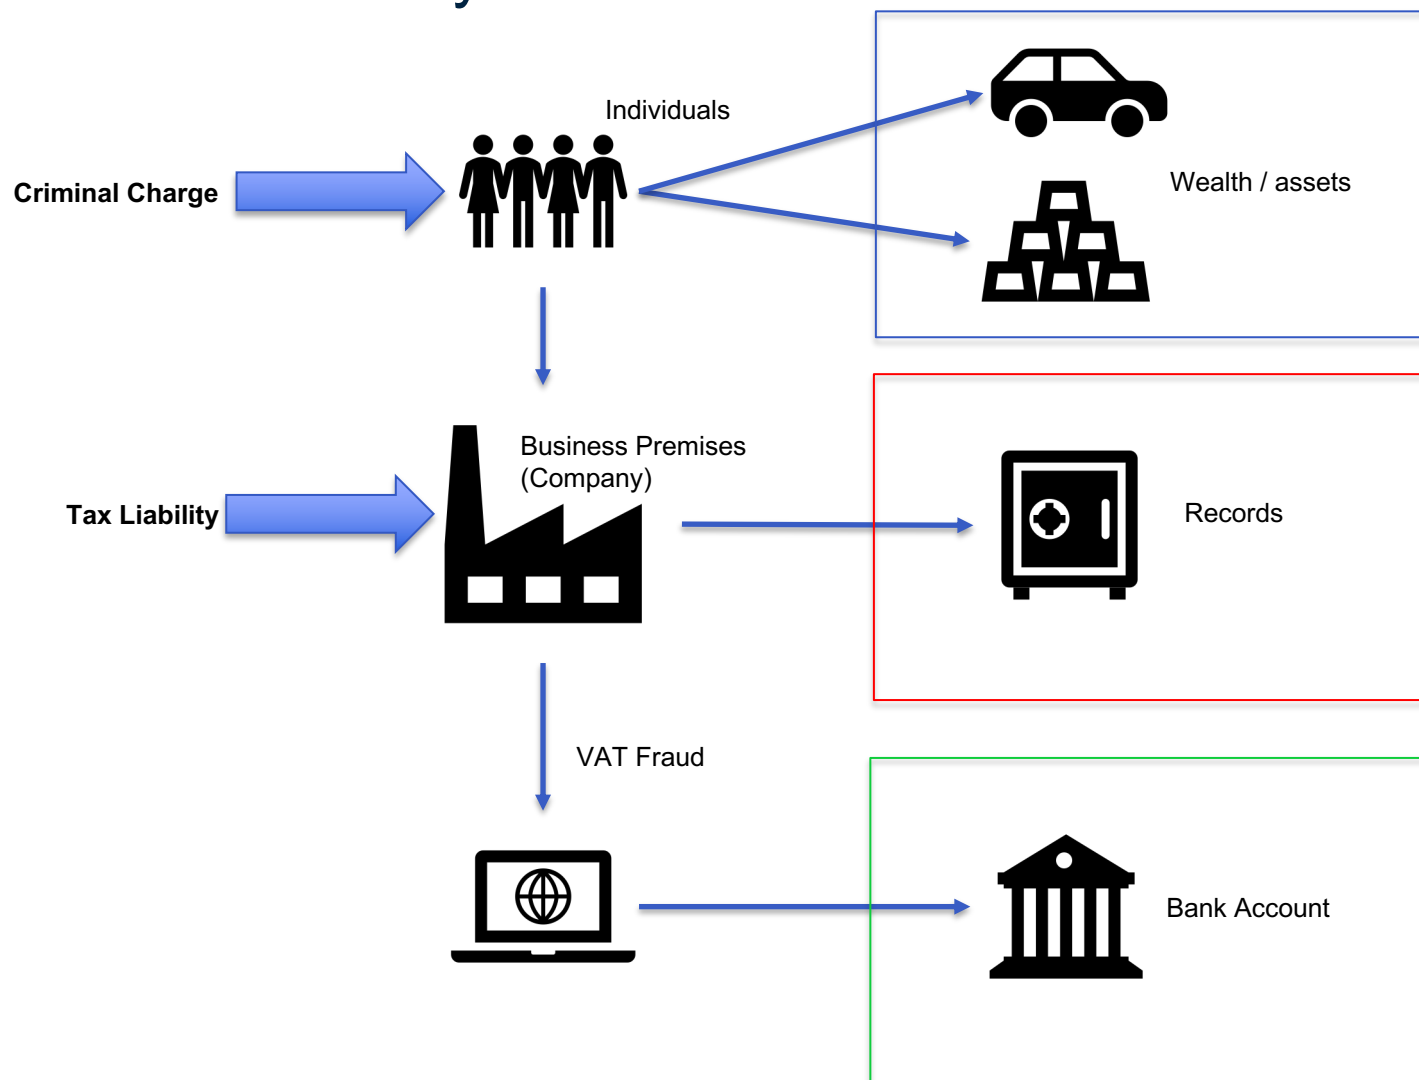 Individuals
Criminal Charge
Wealth / assets
Business Premises
(Company)
Tax Liability
Records
VAT Fraud
Bank Account